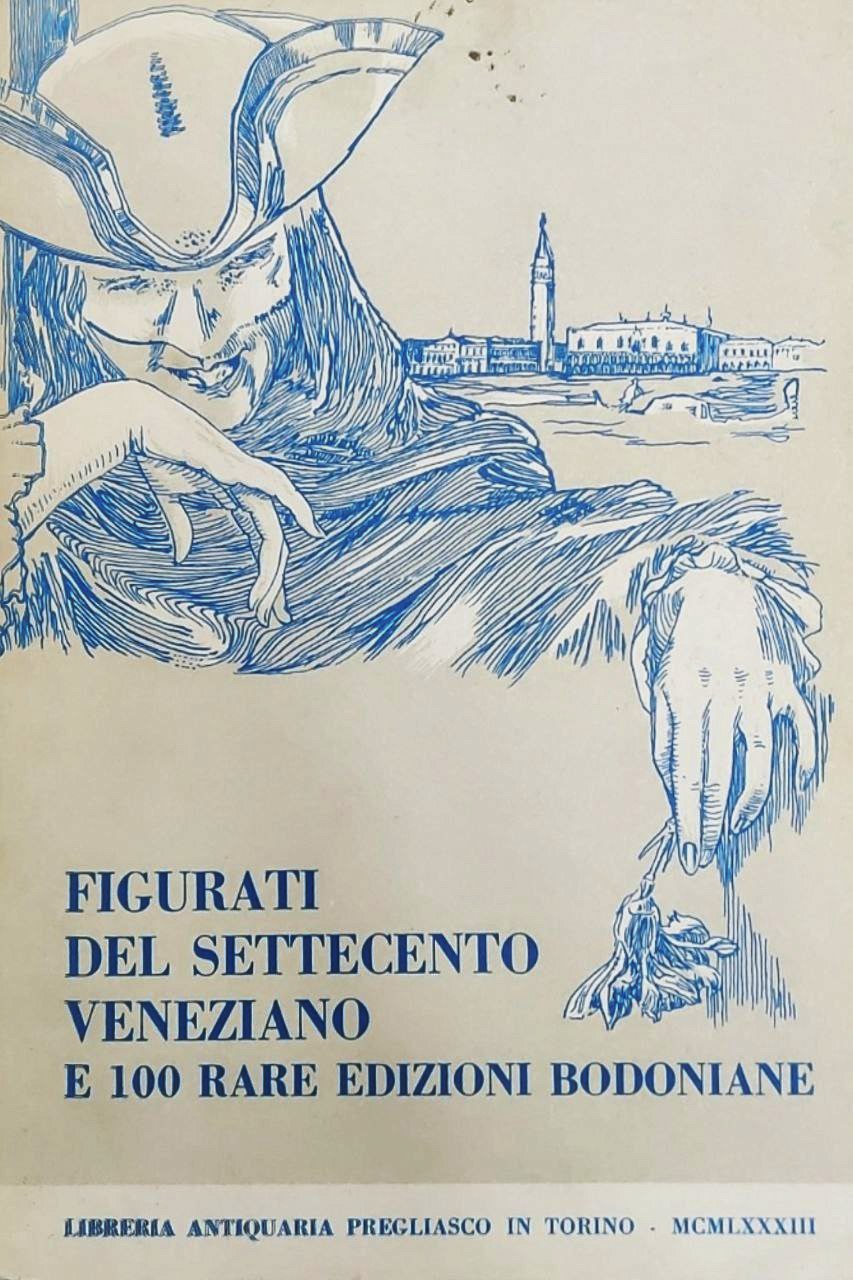 FIGURATI
DEL SETTECENTO
VENEZIANO
E 100 RARE EDIZIONI BODONIANE
LIBRERIA ANTIQUARIA PREGLIASCO IN TORINO - MCMLXXXIII